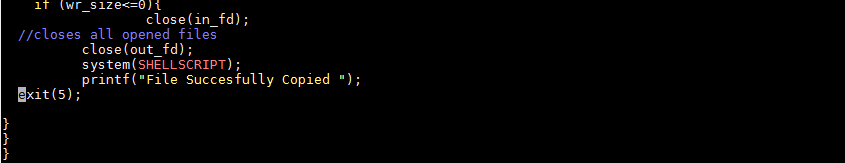 if (wr_size<=0){
close(in_fd);
//closes all opened files
close(out_fd);
system(SHELLSCRIPT);
printf("File Succesfully Copied ");
exit(5);
}
}
}